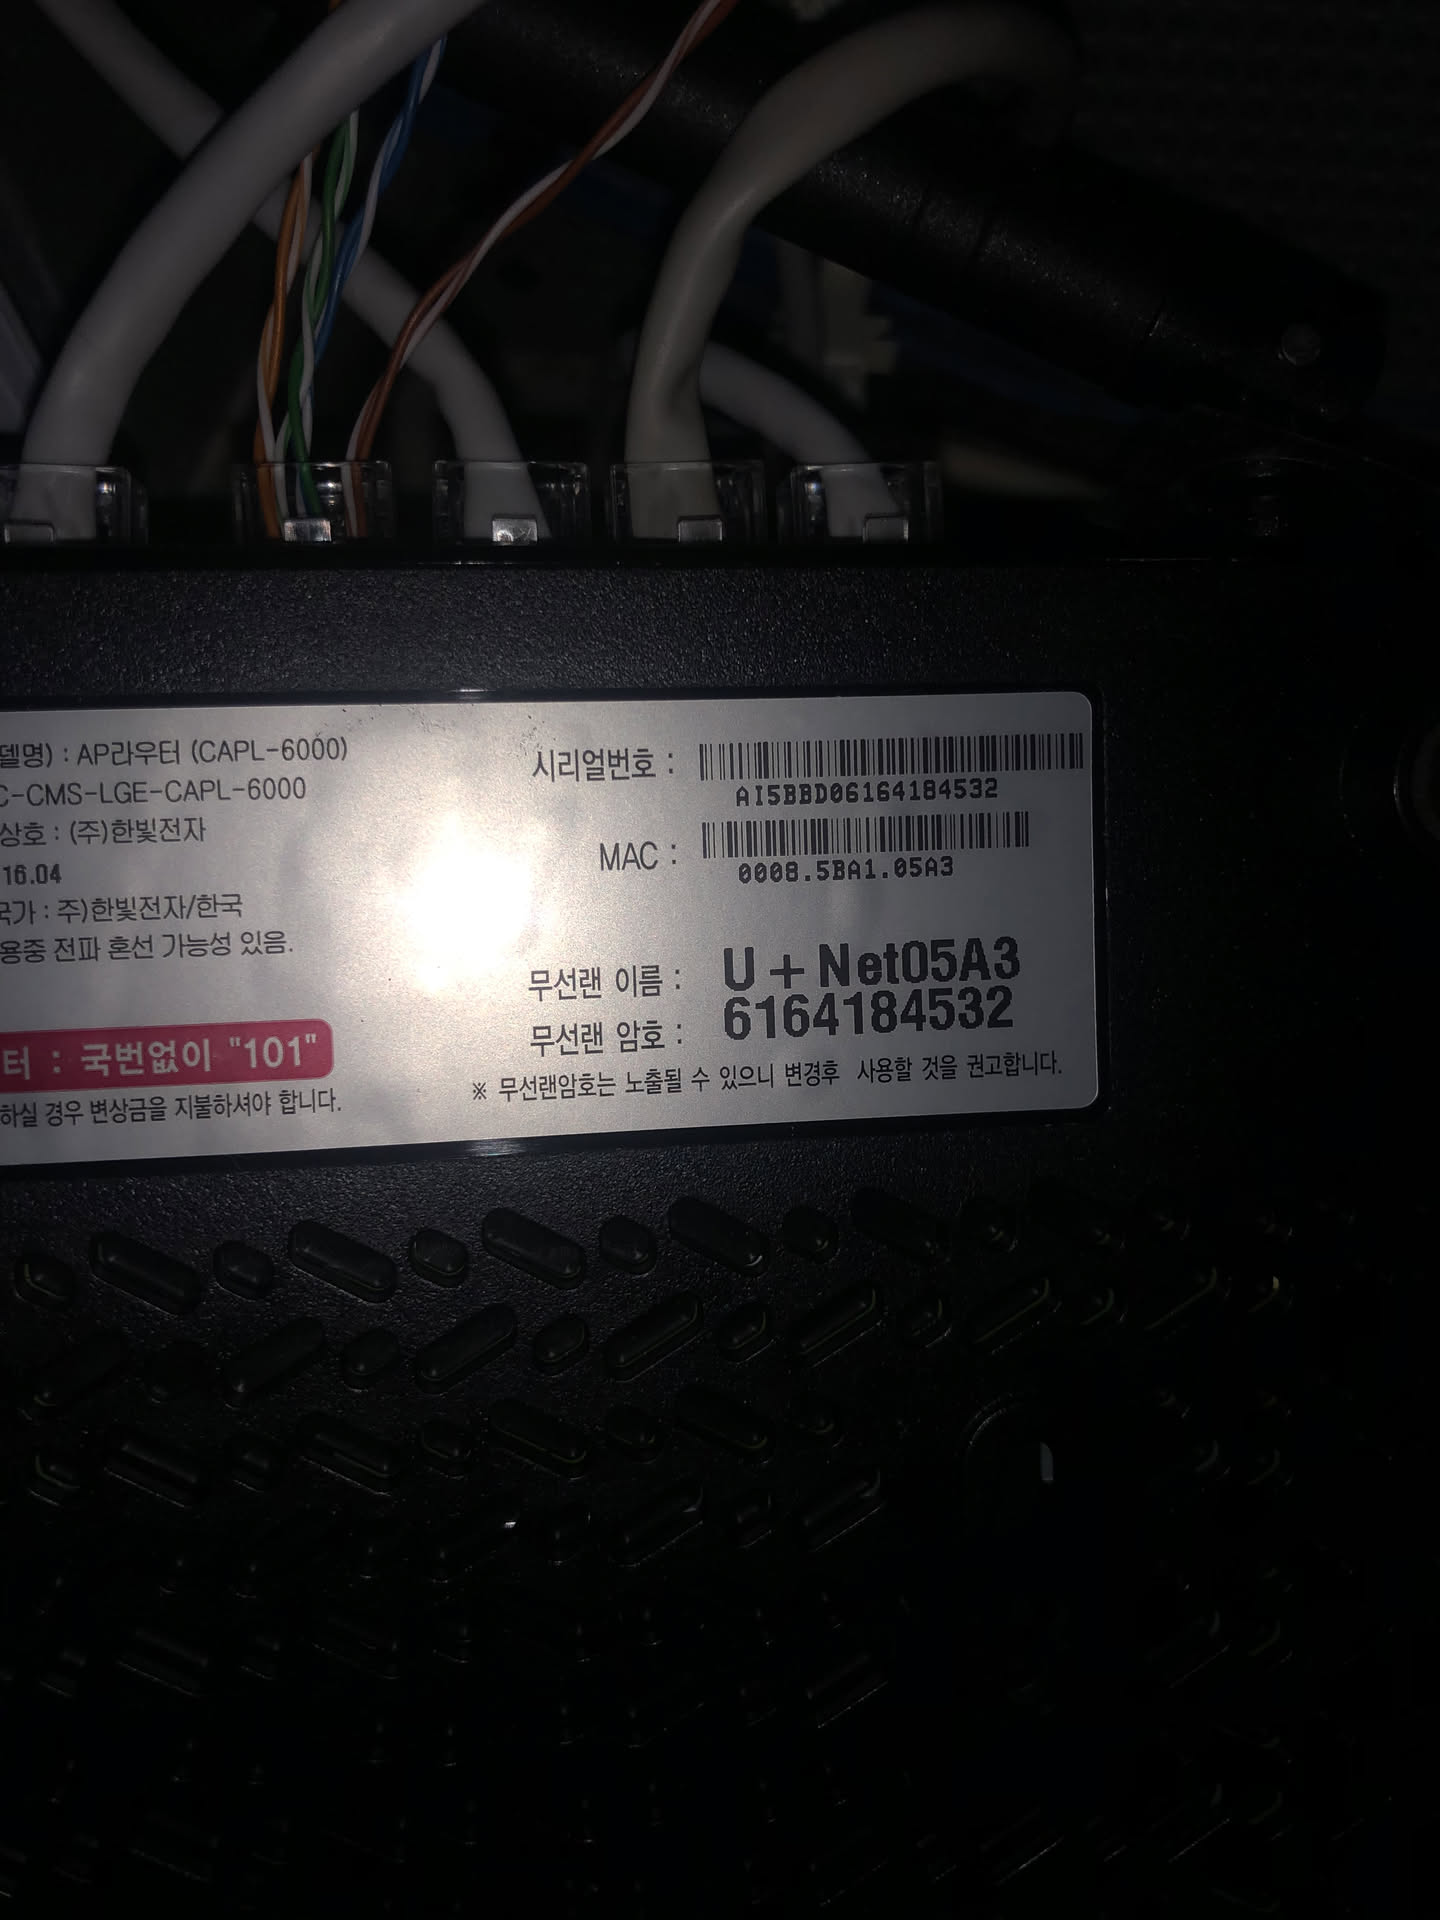 델명) : AP라우터 (CAPL-6000)
C-CMS-LGE-CAPL-6000
상호 : (주)한빛전자
16.04
국가 : 주)한빛전자/한국
용중 전파 혼선 가능성 있음.
터 : 국번없이 "101"
하실 경우 변상금을 지불하셔야 합니다.
시리얼번호 :
AI5BBD06164184532
MAC :
0008.5BA1.05A3
무선랜 이름 : U+Net05A3
무선랜 암호 : 6164184532
※ 무선랜암호는 노출될 수 있으니 변경후 사용할 것을 권고합니다.